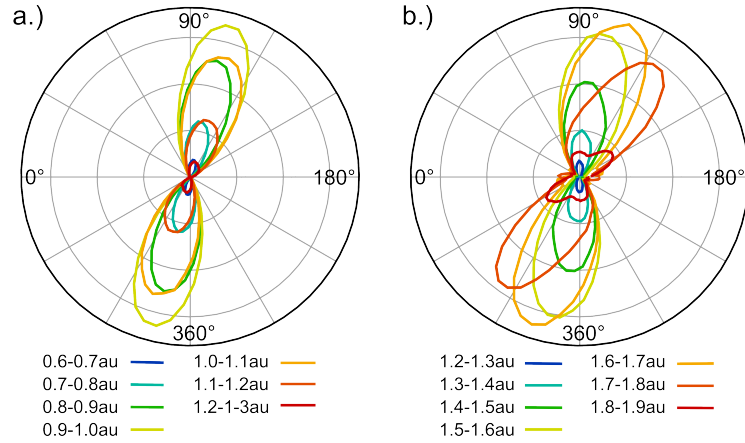 a.)
90°
0°
180°
360°
0.6-0.7au
0.7-0.8au
0.8-0.9au
0.9-1.0au
1.0-1.1au
1.1-1.2au
1.2-1-3au
b.)
90°
0°
180°
360°
1.2-1.3au
1.3-1.4au
1.4-1.5au
1.5-1.6au
1.6-1.7au
1.7-1.8au
1.8-1.9au